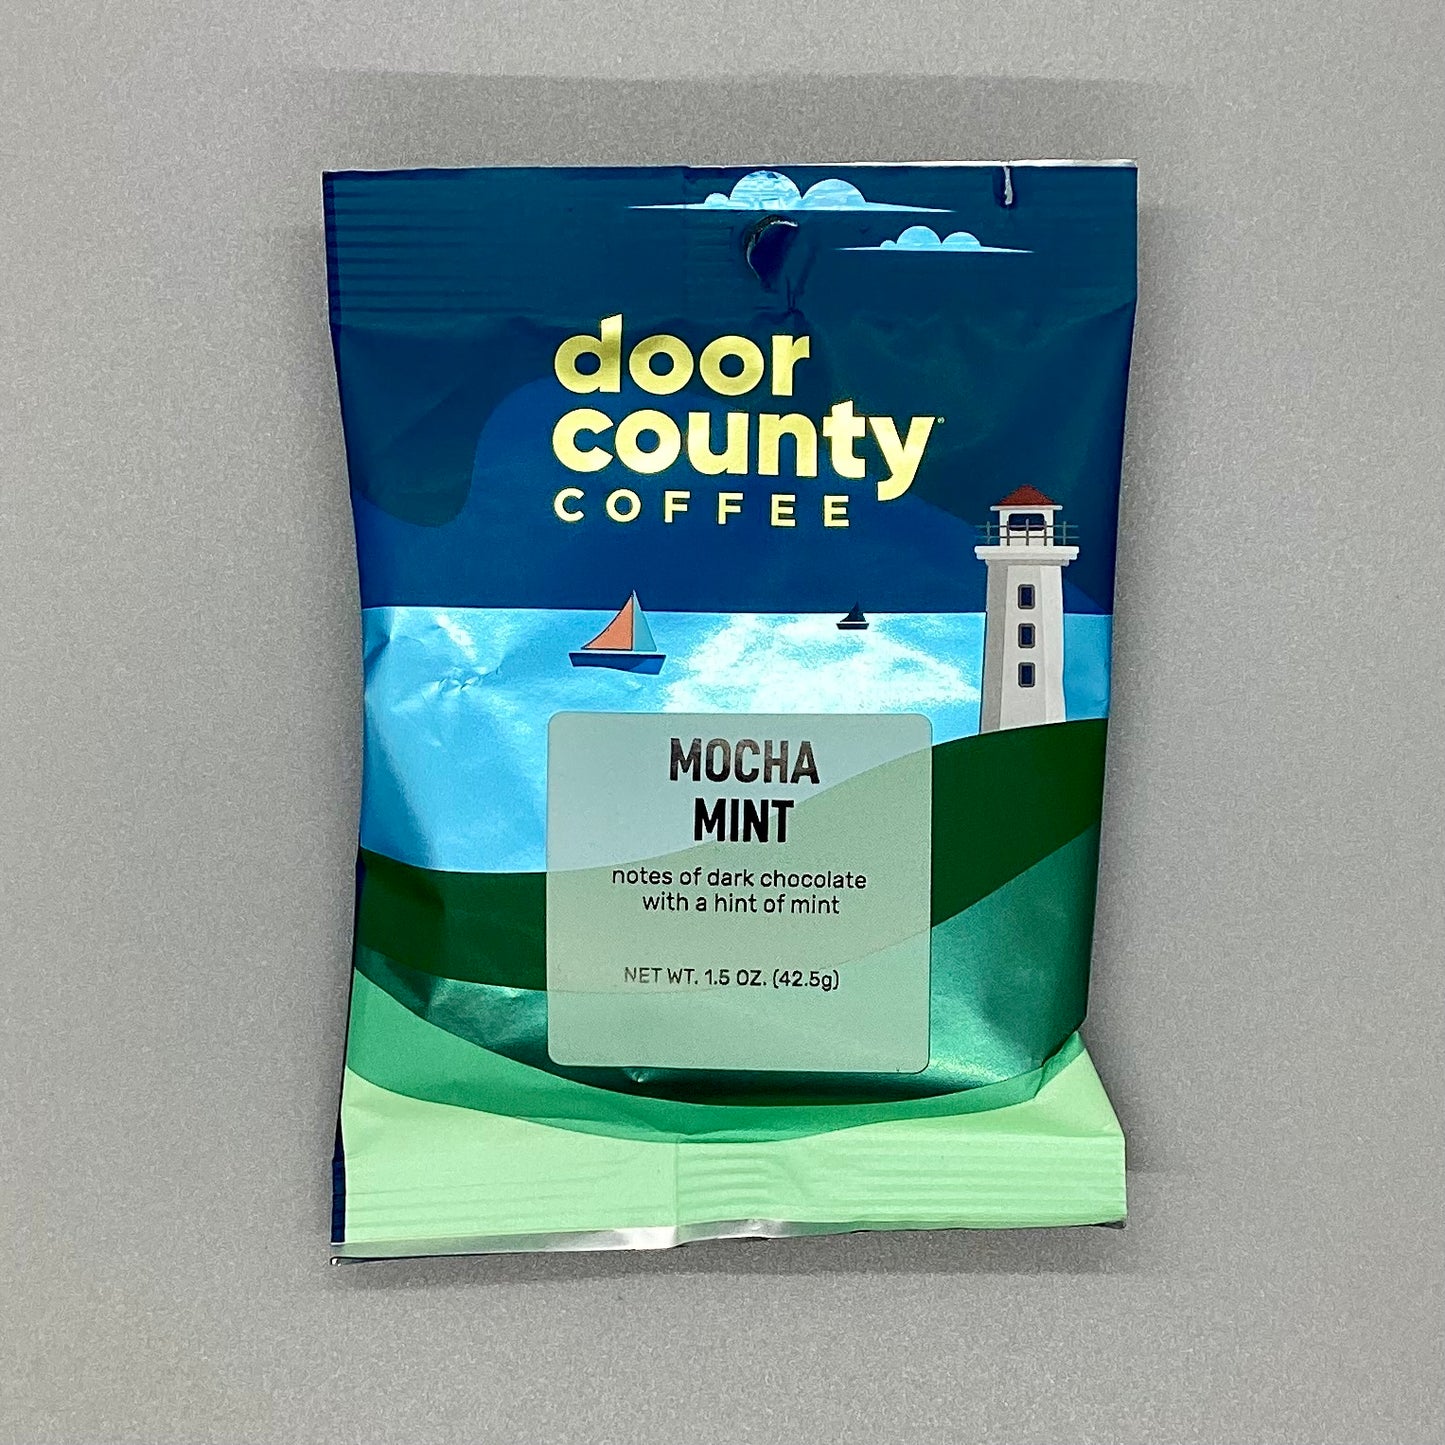 door
county®
COFFEE
MOCHA
MINT
notes of dark chocolate
with a hint of mint
NET WT. 1.5 OZ. (42.5g)